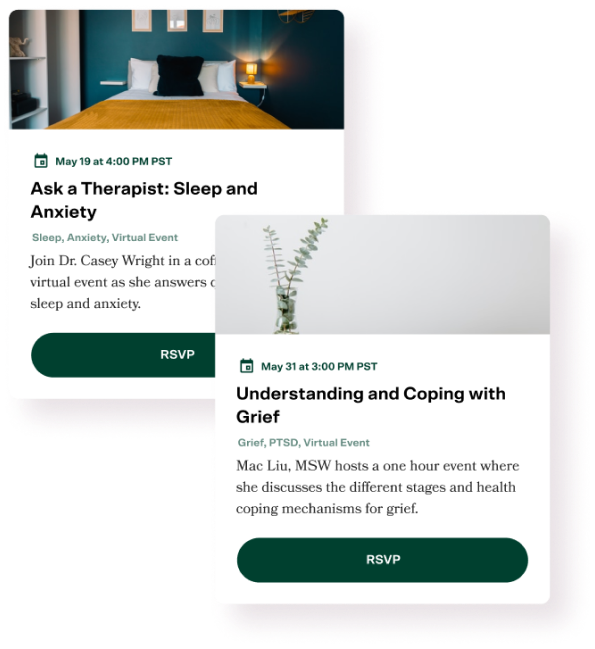 May 19 at 4:00 PM PST
Ask a Therapist: Sleep and
Anxiety
Sleep, Anxiety, Virtual Event
Join Dr. Casey Wright in a
virtual event as she answers
sleep and anxiety.
RSVP
May 31 at 3:00 PM PST
Understanding and Coping with
Grief
Grief, PTSD, Virtual Event
Mac Liu, MSW hosts a one hour event where
she discusses the different stages and health
coping mechanisms for grief.
RSVP